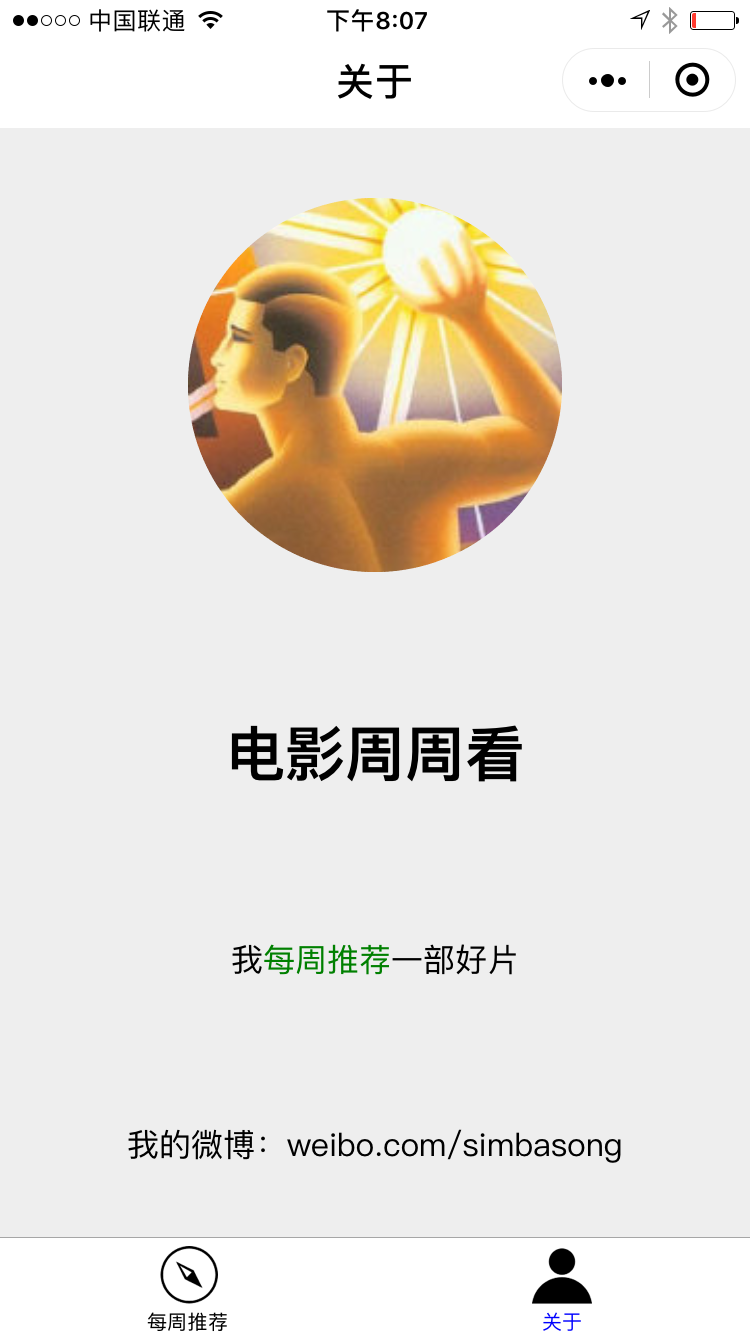 中国联通 下午8:07
关于
电影周周看
我每周推荐一部好片
我的微博：weibo.com/simbasong
每周推荐 关于